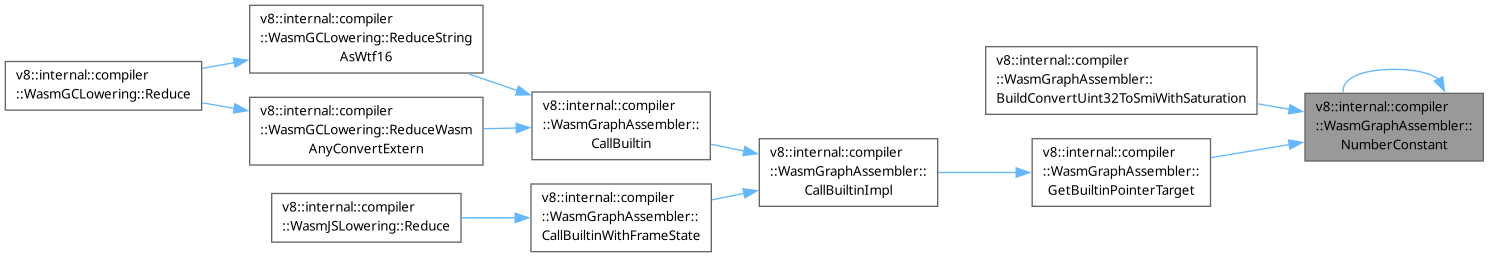 v8::internal::compiler
::WasmGCLowering::Reduce
v8::internal::compiler
::WasmGCLowering::ReduceString
AsWtf16
v8::internal::compiler
::WasmGCLowering::ReduceWasm
AnyConvertExtern
v8::internal::compiler
::WasmJSLowering::Reduce
v8::internal::compiler
::WasmGraphAssembler::
CallBuiltin
v8::internal::compiler
::WasmGraphAssembler::
CallBuiltinWithFrameState
v8::internal::compiler
::WasmGraphAssembler::
CallBuiltinImpl
v8::internal::compiler
::WasmGraphAssembler::
BuildConvertUint32ToSmiWithSaturation
v8::internal::compiler
::WasmGraphAssembler::
GetBuiltinPointerTarget
v8::internal::compiler
::WasmGraphAssembler::
NumberConstant